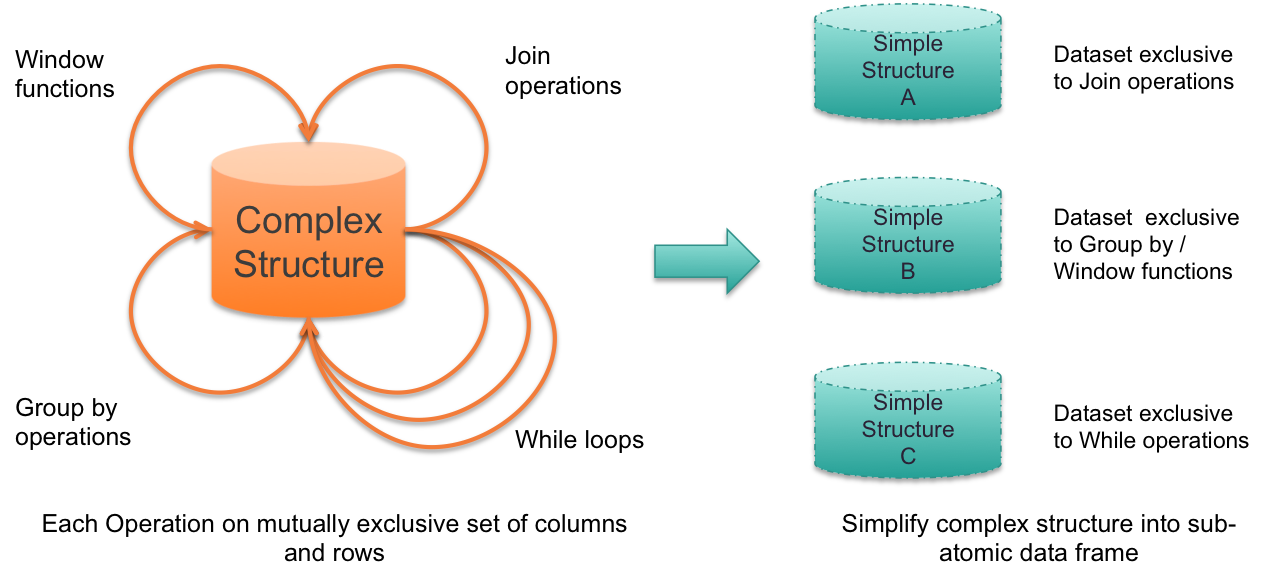 Window
functions
Join
operations
Complex
Structure
Group by
operations
While loops
Each Operation on mutually exclusive set of columns
and rows
Simple
Structure
A
Dataset exclusive
to Join operations
Simple
Structure
B
Dataset  exclusive
to Group by /
Window functions
Simple
Structure
C
Dataset exclusive
to While operations
Simplify complex structure into sub-
atomic data frame